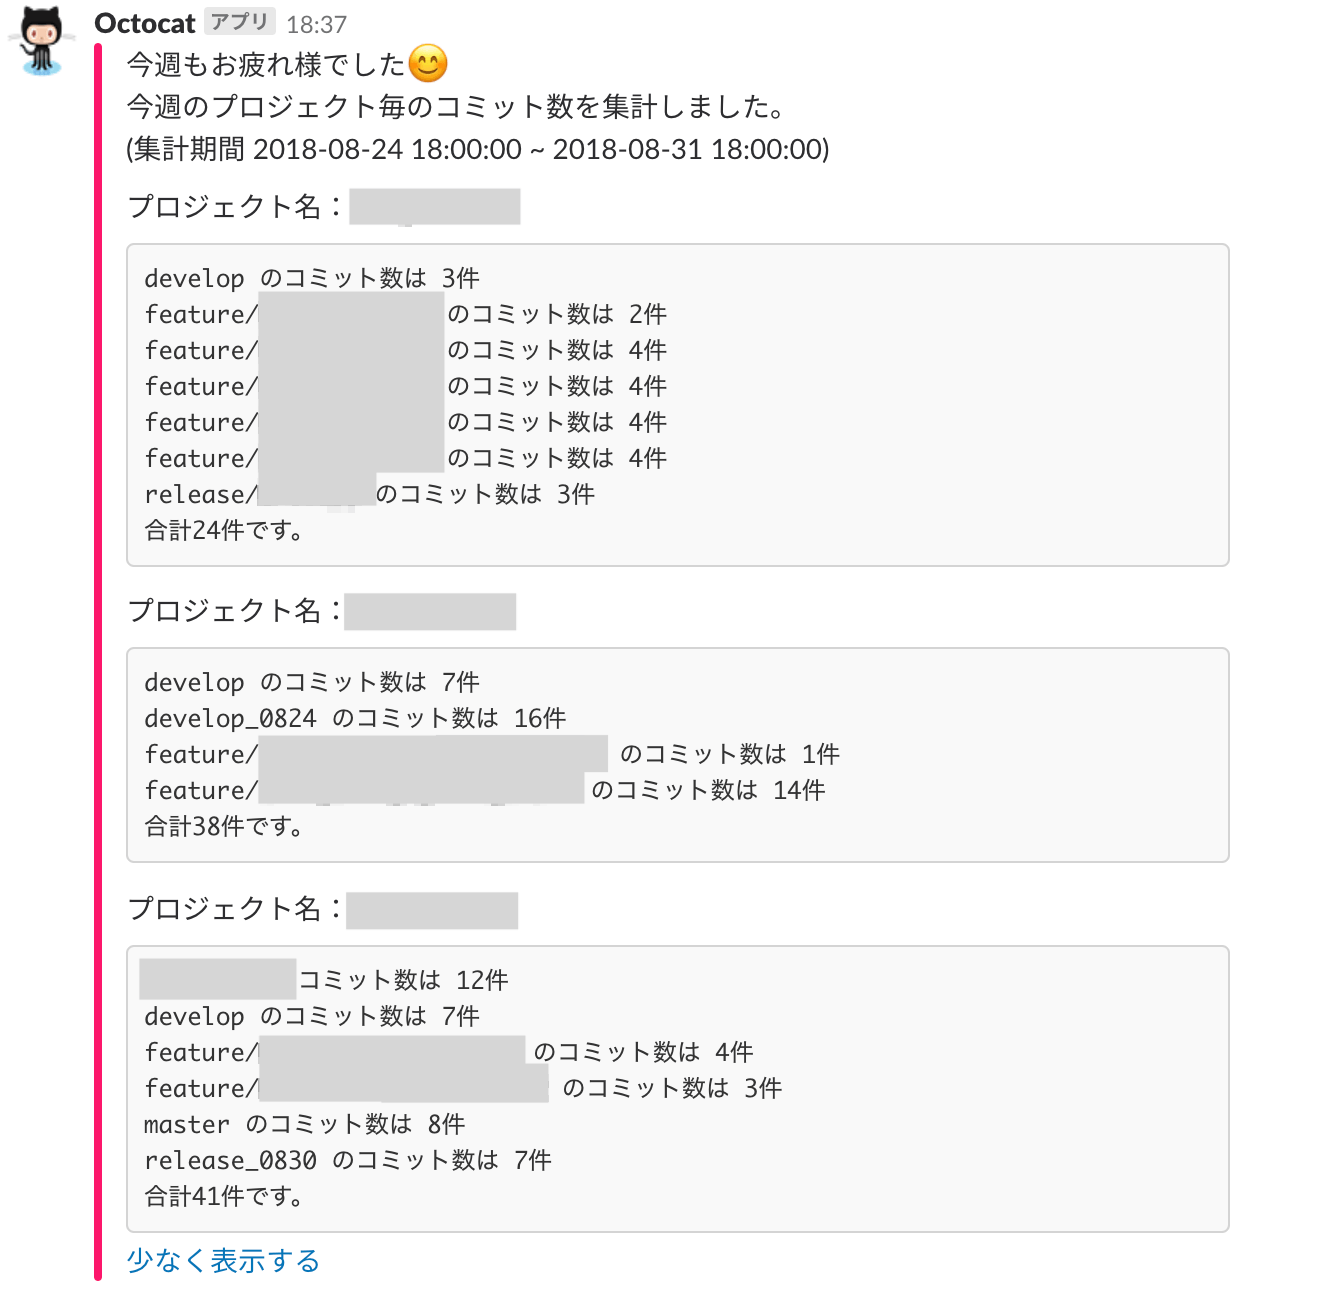 Octocat アプリ 18:37
今週もお疲れ様でした😊
今週のプロジェクト毎のコミット数を集計しました。
(集計期間 2018-08-24 18:00:00 ~ 2018-08-31 18:00:00)
プロジェクト名：
develop のコミット数は 3件
feature/ のコミット数は 2件
feature/ のコミット数は 4件
feature/ のコミット数は 4件
feature/ のコミット数は 4件
feature/ のコミット数は 4件
release/ のコミット数は 3件
合計24件です。
プロジェクト名：
develop のコミット数は 7件
develop_0824 のコミット数は 16件
feature/ のコミット数は 1件
feature/ のコミット数は 14件
合計38件です。
プロジェクト名：
コミット数は 12件
develop のコミット数は 7件
feature/ のコミット数は 4件
feature/ のコミット数は 3件
master のコミット数は 8件
release_0830 のコミット数は 7件
合計41件です。
少なく表示する